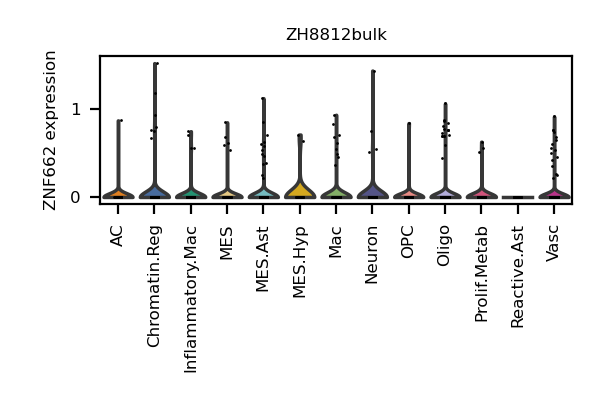 ZH8812bulk
ZNF662 expression
1
0
AC
Chromatin.Reg
Inflammatory.Mac
MES
MES.Ast
MES.Hyp
Mac
Neuron
OPC
Oligo
Prolif.Metab
Reactive.Ast
Vasc